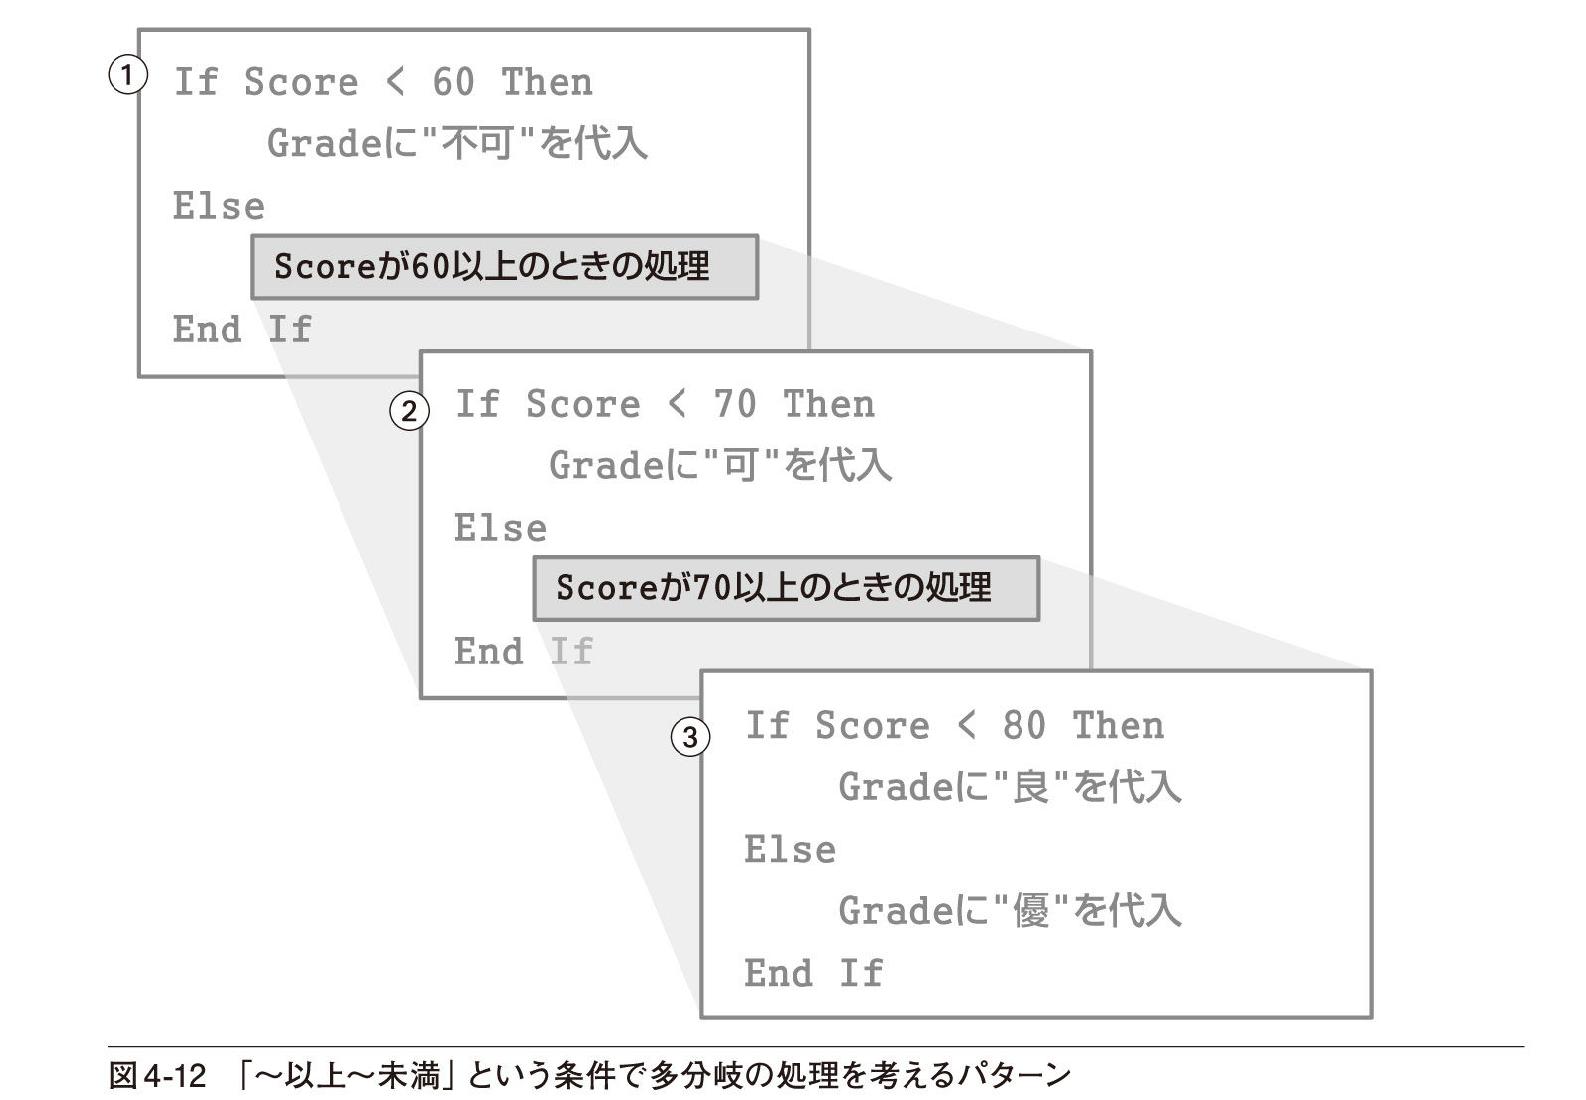 ① If Score < 60 Then
Gradeに"不可"を代入
Else
Scoreが60以上のときの処理
End If
② If Score < 70 Then
Gradeに"可"を代入
Else
Scoreが70以上のときの処理
End If
③ If Score < 80 Then
Gradeに"良"を代入
Else
Gradeに"優"を代入
End If
図4-12 「〜以上〜未満」という条件で多分岐の処理を考えるパターン